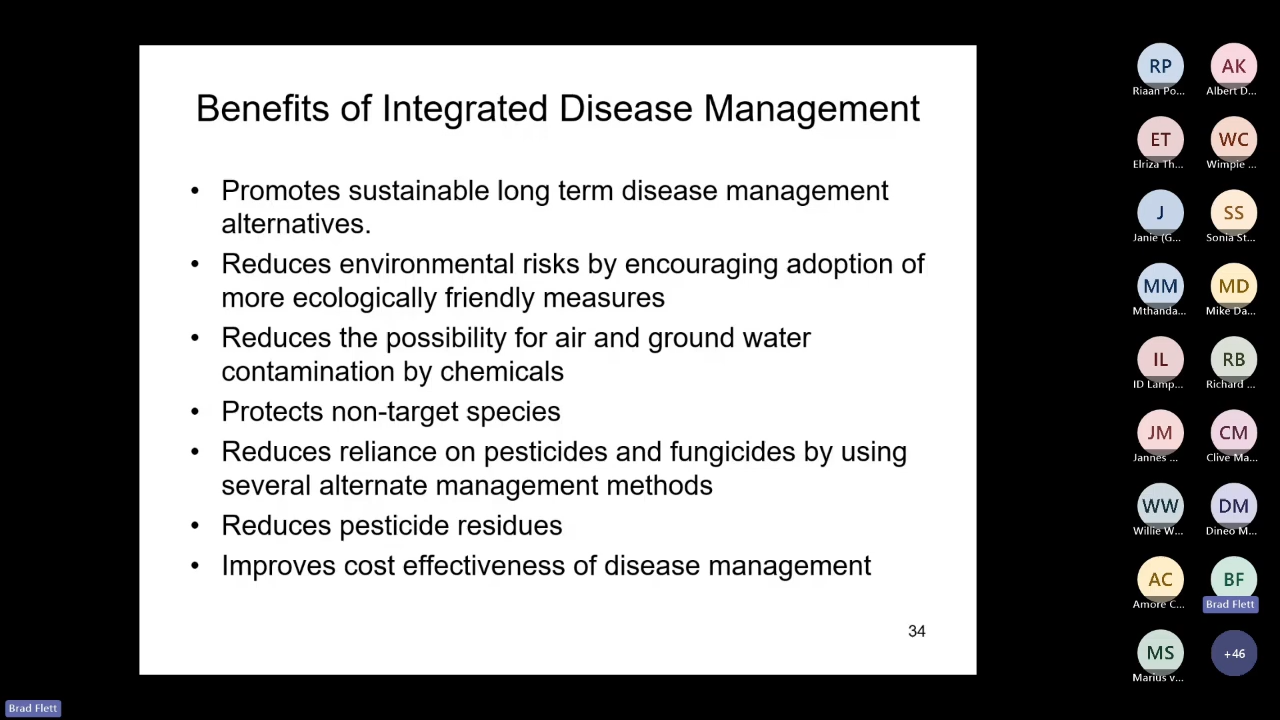 Benefits of Integrated Disease Management
• Promotes sustainable long term disease management
alternatives.
• Reduces environmental risks by encouraging adoption of
more ecologically friendly measures
• Reduces the possibility for air and ground water
contamination by chemicals
• Protects non-target species
• Reduces reliance on pesticides and fungicides by using
several alternate management methods
• Reduces pesticide residues
• Improves cost effectiveness of disease management
34
RP
Riaan Po...
AK
Albert D...
ET
Elriza Th...
WC
Wimpie ...
J
Janie (G...
SS
Sonia St...
MM
Mthanda...
MD
Mike Da...
IL
ID Lamp...
RB
Richard ...
JM
Jannes ...
CM
Clive Ma...
WW
Willie W...
DM
Dineo M...
AC
Amore C...
BF
Brad Flett
MS
Marius v...
+46
Brad Flett